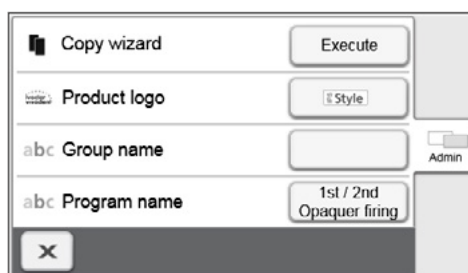 Copy wizard
Execute
Product logo
Style
abc Group name
Admin
abc Program name
1st / 2nd
Opaquer firing